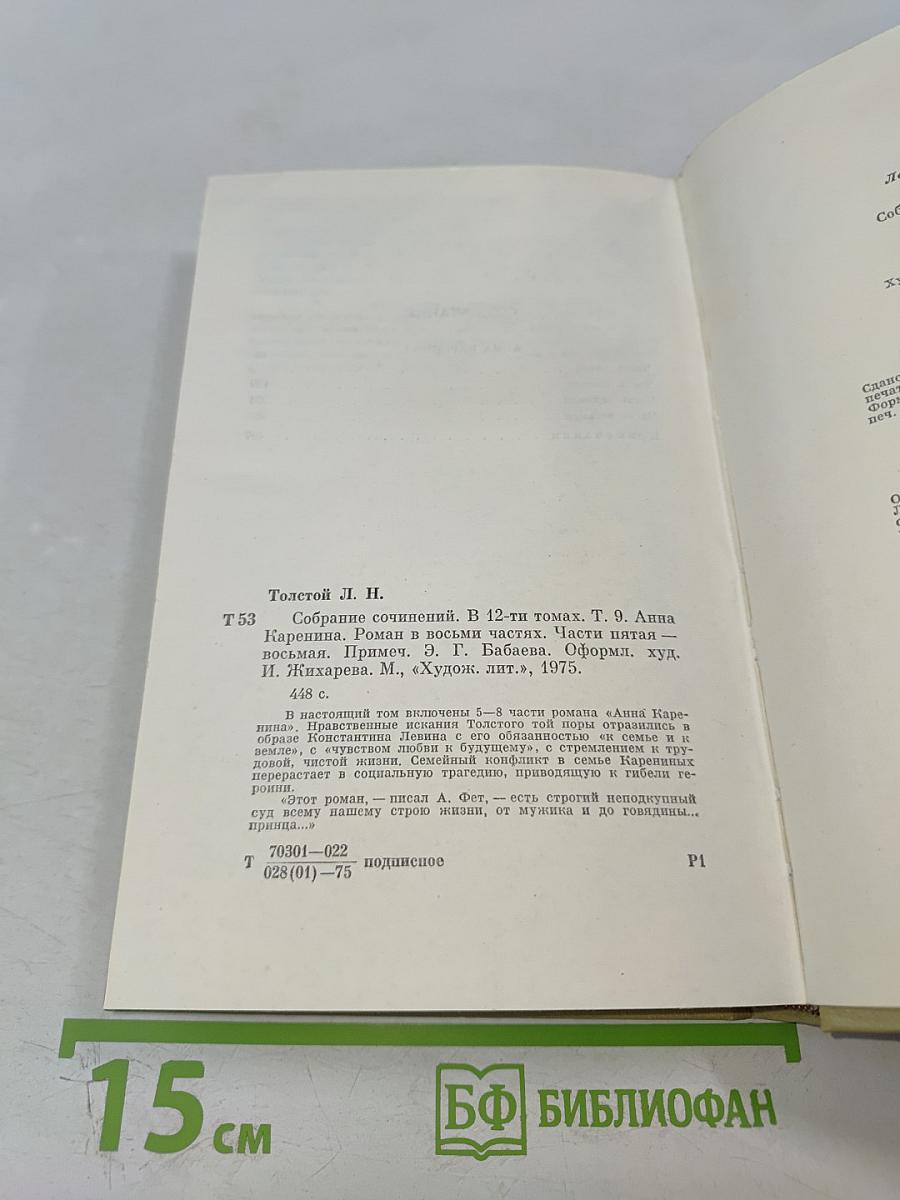 Толстой Л. Н.
Т 53 Собрание сочинений. В 12-ти томах. Т. 9. Анна
Каренина. Роман в восьми частях. Части пятая —
восьмая. Примеч. Э. Г. Бабаева. Оформл. худ.
И. Жихарева. М., «Худож. лит.», 1975.
448 с.
В настоящий том включены 5—8 части романа «Анна Каре-
нина». Нравственные искания Толстого той поры отразились в
образе Константина Левина с его обязанностью «к семье и к
земле», с «чувством любви к будущему», с стремлением к тру-
довой, чистой жизни. Семейный конфликт в семье Карениных
перерастает в социальную трагедию, приводящую к гибели ге-
роини.
«Этот роман, — писал А. Фет, — есть строгий неподкупный
суд всему нашему строю жизни, от мужика и до говядины...
принца...»
Т 70301—022
028(01)—75 подписное Р1
Соб
Сдано
печат
Форм
печ.
15 см
БФ БИБЛИОФАН